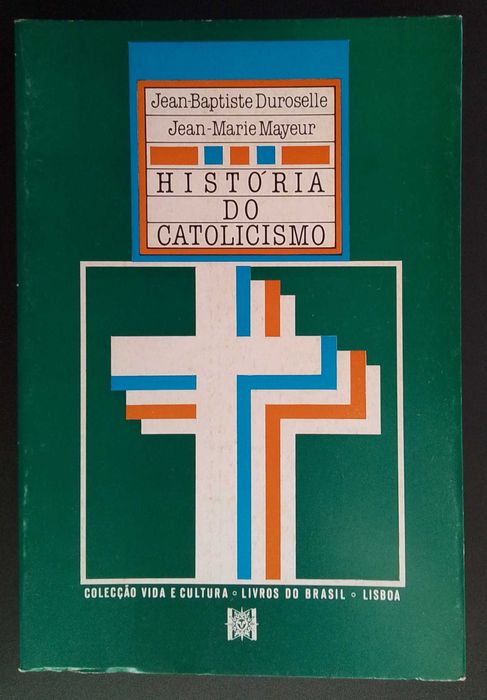 Jean-Baptiste Duroselle
Jean-Marie Mayeur
HISTÓRIA
DO
CATOLICISMO
COLECÇÃO VIDA E CULTURA ◦ LIVROS DO BRASIL ◦ LISBOA